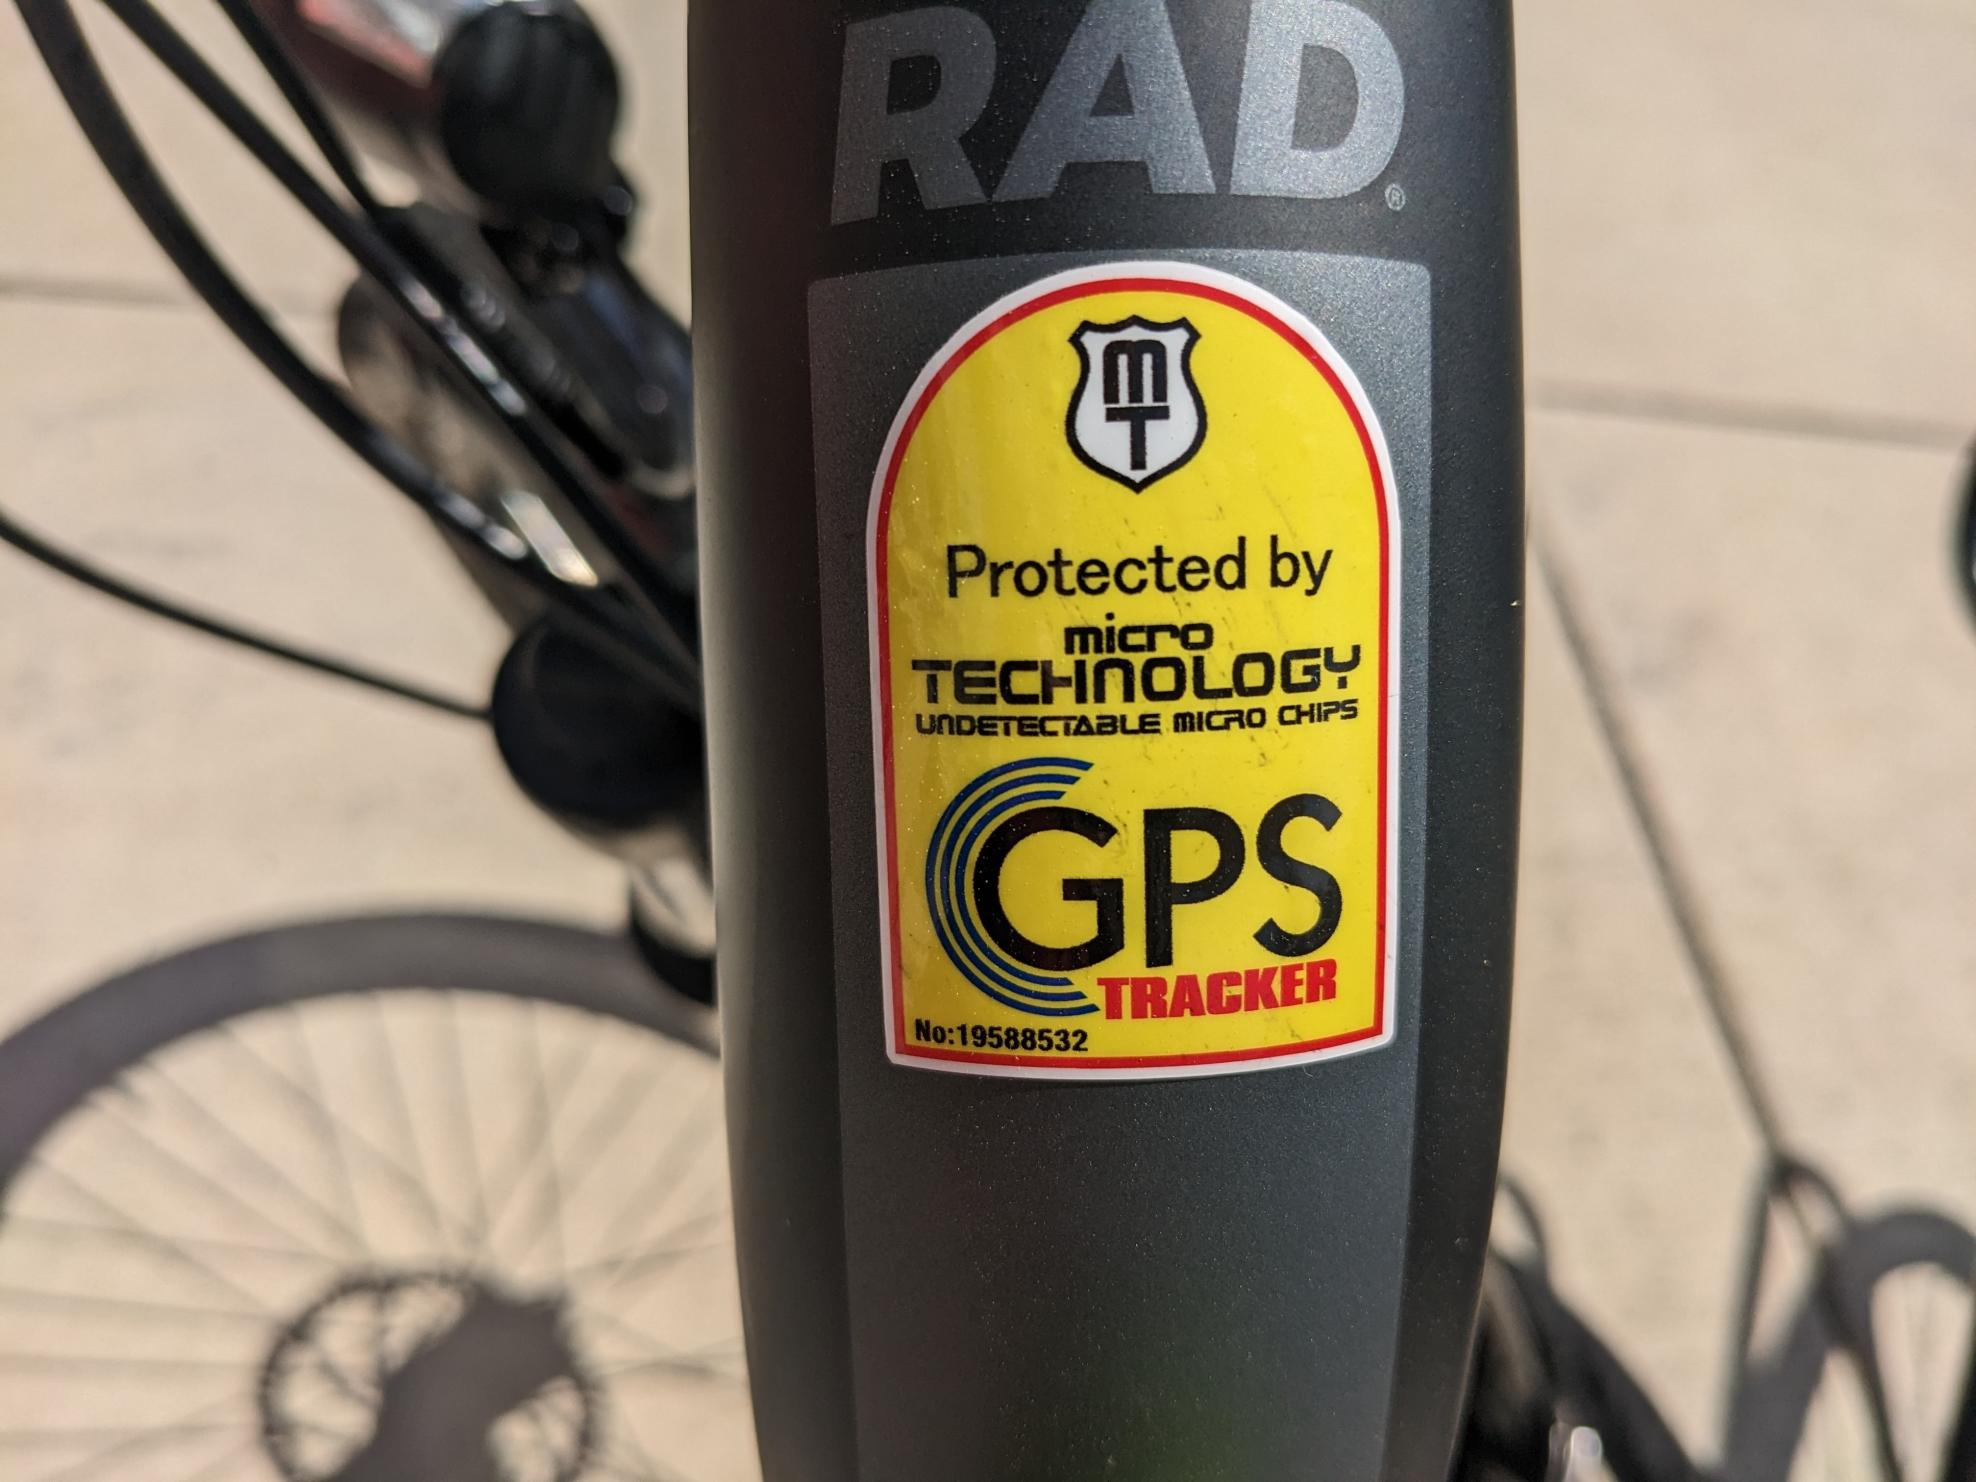 RAD®
MT
Protected by
micro
TECHNOLOGY
UNDETECTABLE MICRO CHIPS
GPS
TRACKER
No:19588532